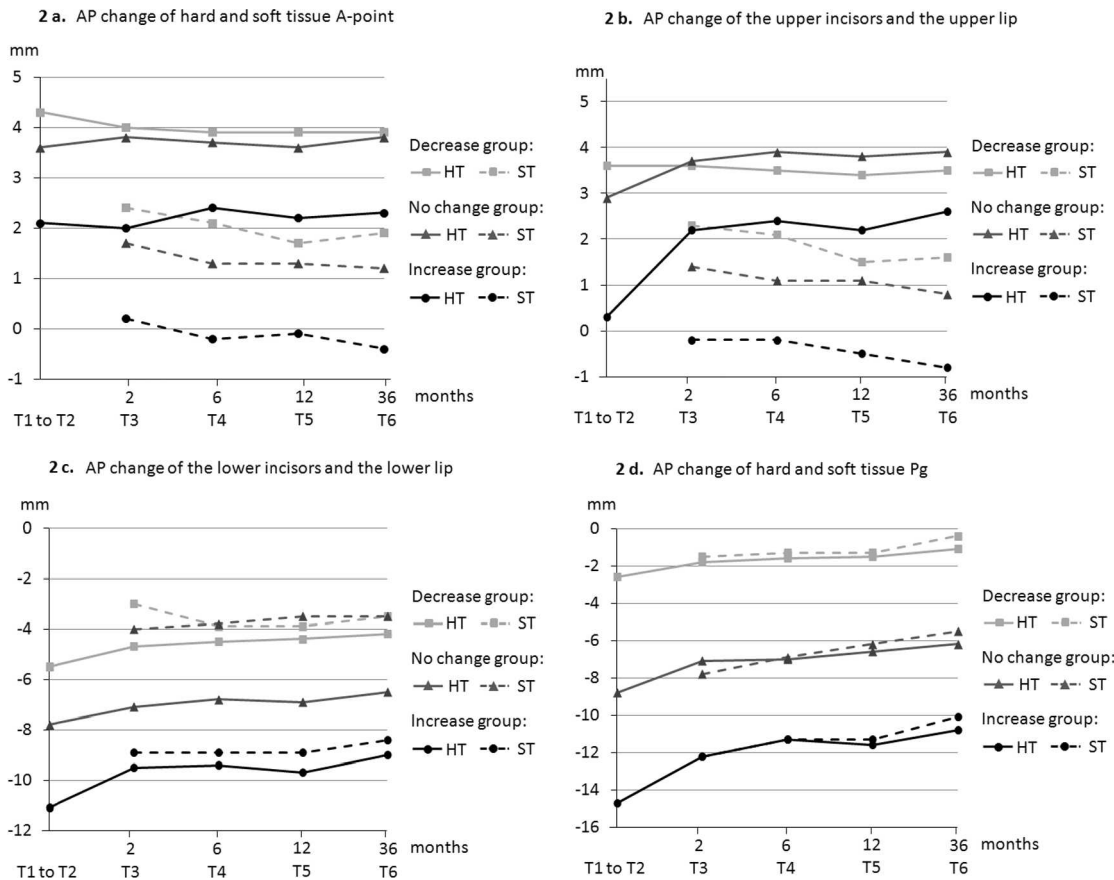 2 a. AP change of hard and soft tissue A-point
mm
5
4
3
2
1
0
-1
2 6 12 36 months
T1 to T2 T3 T4 T5 T6
Decrease group:
HT ST
No change group:
HT ST
Increase group:
HT ST
2 b. AP change of the upper incisors and the upper lip
mm
5
4
3
2
1
0
-1
2 6 12 36 months
T1 to T2 T3 T4 T5 T6
Decrease group:
HT ST
No change group:
HT ST
Increase group:
HT ST
2 c. AP change of the lower incisors and the lower lip
mm
0
-2
-4
-6
-8
-10
-12
2 6 12 36 months
T1 to T2 T3 T4 T5 T6
Decrease group:
HT ST
No change group:
HT ST
Increase group:
HT ST
2 d. AP change of hard and soft tissue Pg
mm
0
-2
-4
-6
-8
-10
-12
-14
-16
2 6 12 36 months
T1 to T2 T3 T4 T5 T6
Decrease group:
HT ST
No change group:
HT ST
Increase group:
HT ST